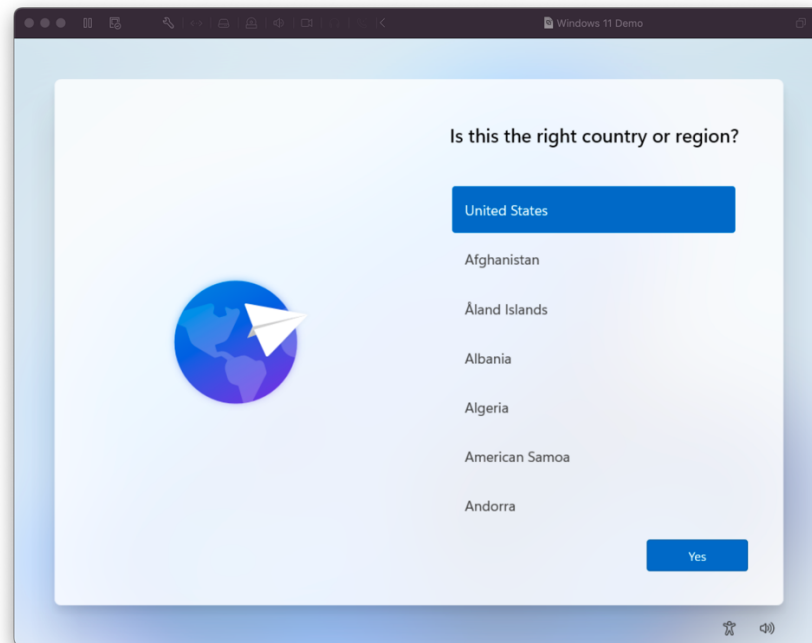 Windows 11 Demo
Is this the right country or region?
United States
Afghanistan
Åland Islands
Albania
Algeria
American Samoa
Andorra
Yes